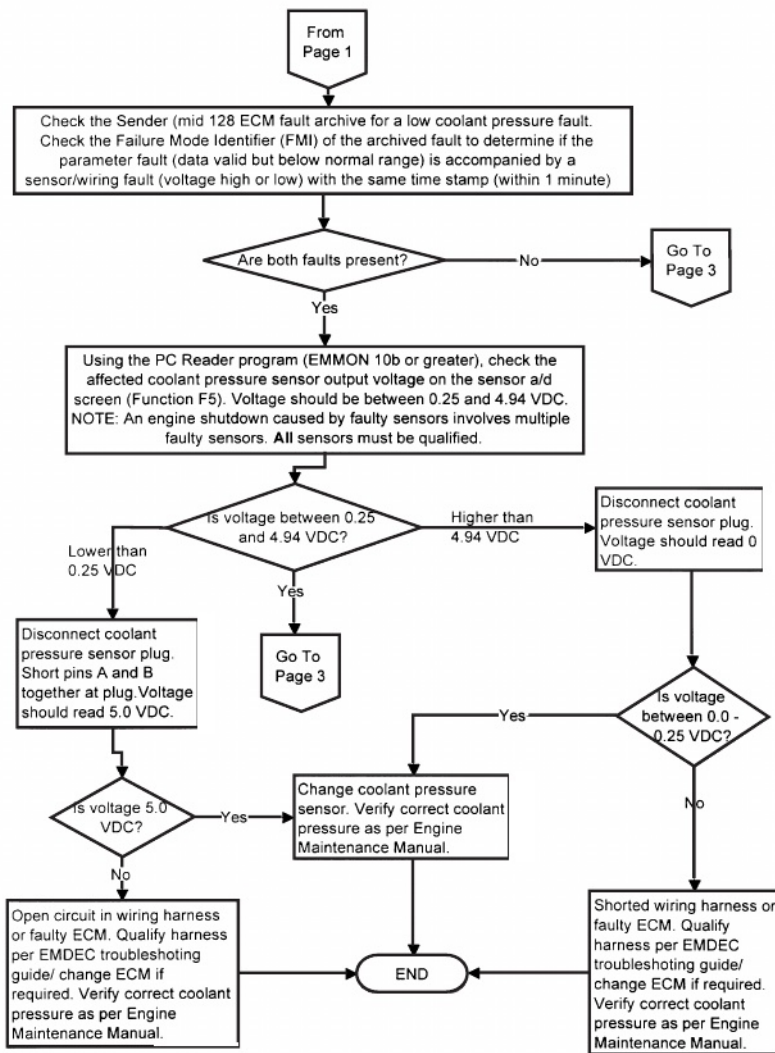 From
Page 1
Check the Sender (mid 128 ECM fault archive for a low coolant pressure fault.
Check the Failure Mode Identifier (FMI) of the archived fault to determine if the
parameter fault (data valid but below normal range) is accompanied by a
sensor/wiring fault (voltage high or low) with the same time stamp (within 1 minute)
Are both faults present?
No
Go To
Page 3
Yes
Using the PC Reader program (EMMON 10b or greater), check the
affected coolant pressure sensor output voltage on the sensor a/d
screen (Function F5). Voltage should be between 0.25 and 4.94 VDC.
NOTE: An engine shutdown caused by faulty sensors involves multiple
faulty sensors. All sensors must be qualified.
Is voltage between 0.25
and 4.94 VDC?
Lower than
0.25 VDC
Higher than
4.94 VDC
Disconnect coolant
pressure sensor plug.
Voltage should read 0
VDC.
Yes
Go To
Page 3
Disconnect coolant
pressure sensor plug.
Short pins A and B
together at plug.Voltage
should read 5.0 VDC.
Is voltage
between 0.0 -
0.25 VDC?
Yes
No
Is voltage 5.0
VDC?
Yes
No
Change coolant pressure
sensor. Verify correct coolant
pressure as per Engine
Maintenance Manual.
Open circuit in wiring harness
or faulty ECM. Qualify harness
per EMDEC troubleshoting
guide/ change ECM if
required. Verify correct coolant
pressure as per Engine
Maintenance Manual.
END
Shorted wiring harness or
faulty ECM. Qualify
harness per EMDEC
troubleshoting guide/
change ECM if required.
Verify correct coolant
pressure as per Engine
Maintenance Manual.